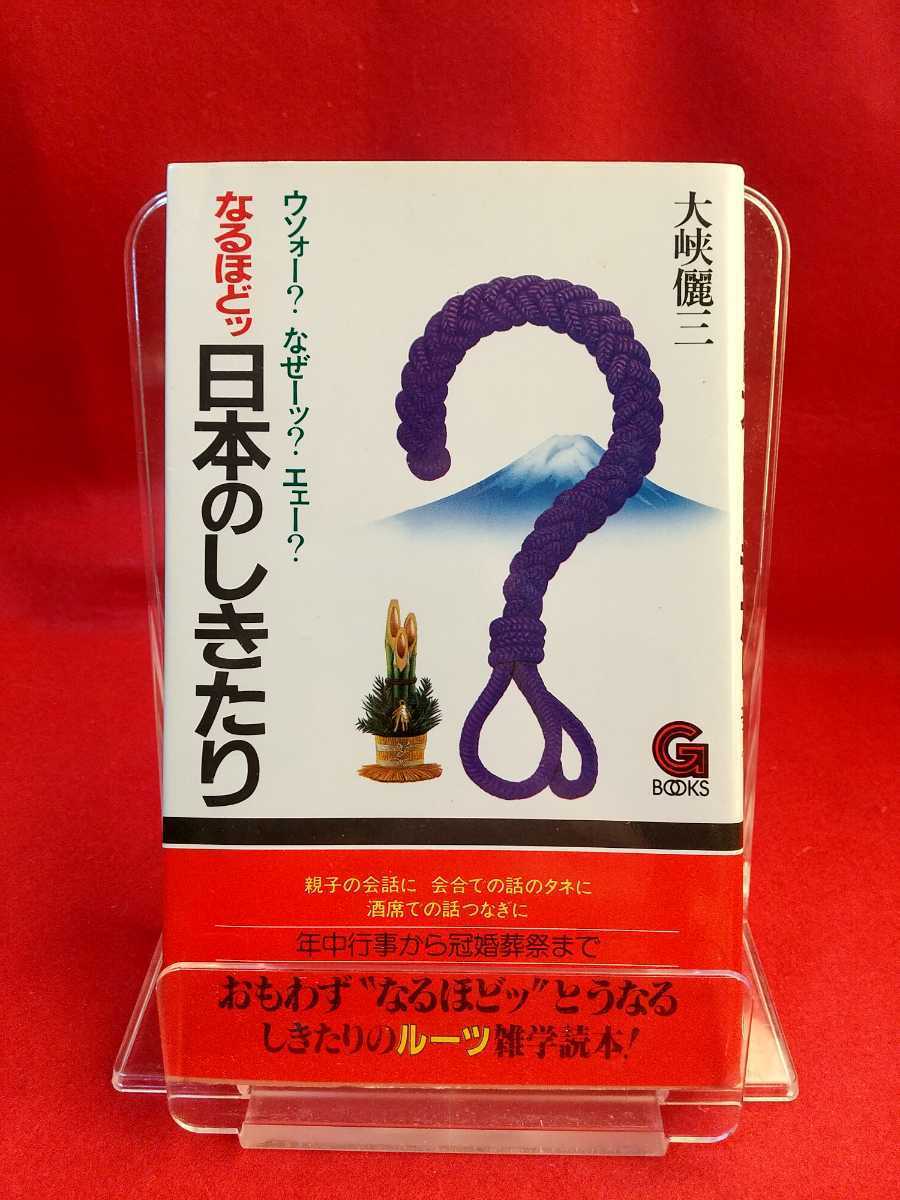 大峡儷三
ウソォー? なぜーッ? エェー?
なるほどッ
日本のしきたり
G
BOOKS
親子の会話に 会合での話のタネに
酒席での話つなぎに
年中行事から冠婚葬祭まで
おもわず〝なるほどッ〟とうなる
しきたりのルーツ雑学読本!